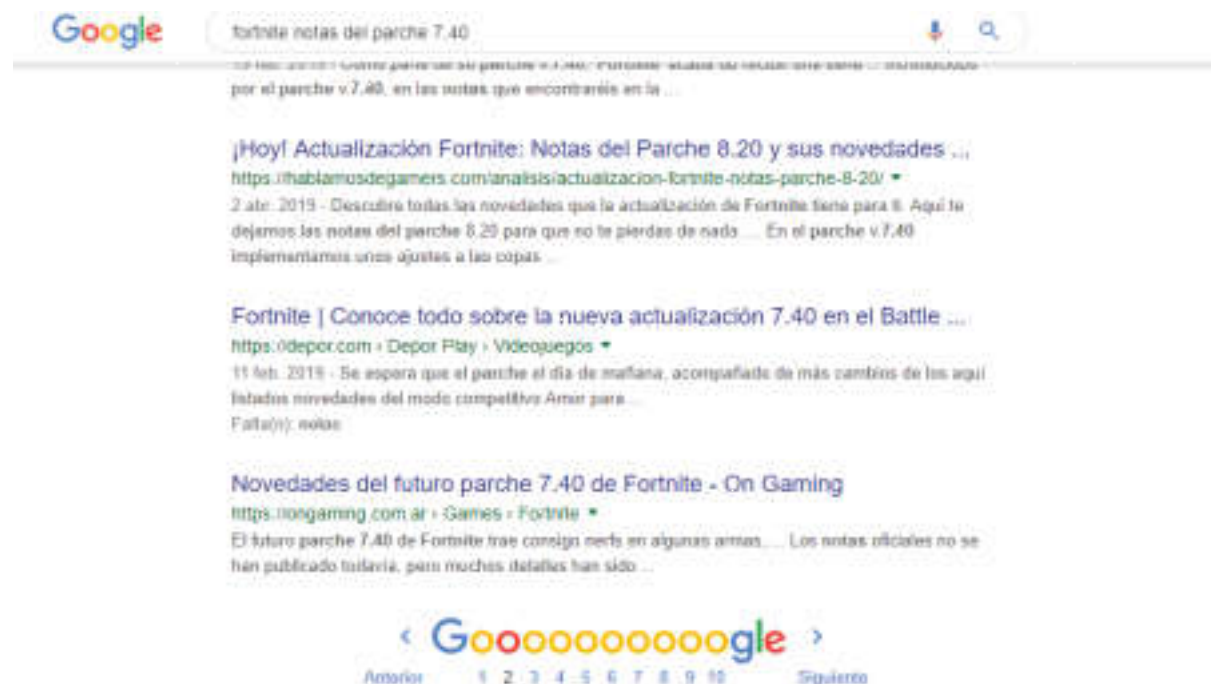 Google
fortnite notas del parche 7.40
por el parche v.7.40, en las notas que encontraréis en la ...
¡Hoy! Actualización Fortnite: Notas del Parche 8.20 y sus novedades ...
https://hablamosdegamers.com/analisis/actualizacion-fortnite-notas-parche-8-20/
2 abr. 2019 - Descubre todas las novedades que la actualización de Fortnite tiene para ti. Aquí te
dejamos las notas del parche 8.20 para que no te pierdas de nada. ... En el parche v.7.40
implementamos unos ajustes a las copas ...
Fortnite | Conoce todo sobre la nueva actualización 7.40 en el Battle ...
https://depor.com › Depor Play › Videojuegos
11 feb. 2019 - Se espera que el parche el día de mañana, acompañado de más cambios de los aquí
listados novedades del modo competitivo Amor para ...
Falta(n): notas
Novedades del futuro parche 7.40 de Fortnite - On Gaming
https://ongaming.com.ar › Games › Fortnite
El futuro parche 7.40 de Fortnite trae consigo nerfs en algunas armas, ... Los notas oficiales no se
han publicado todavía, pero muchos detalles han sido ...
Goooooooooogle
Anterior 1 2 3 4 5 6 7 8 9 10 Siguiente